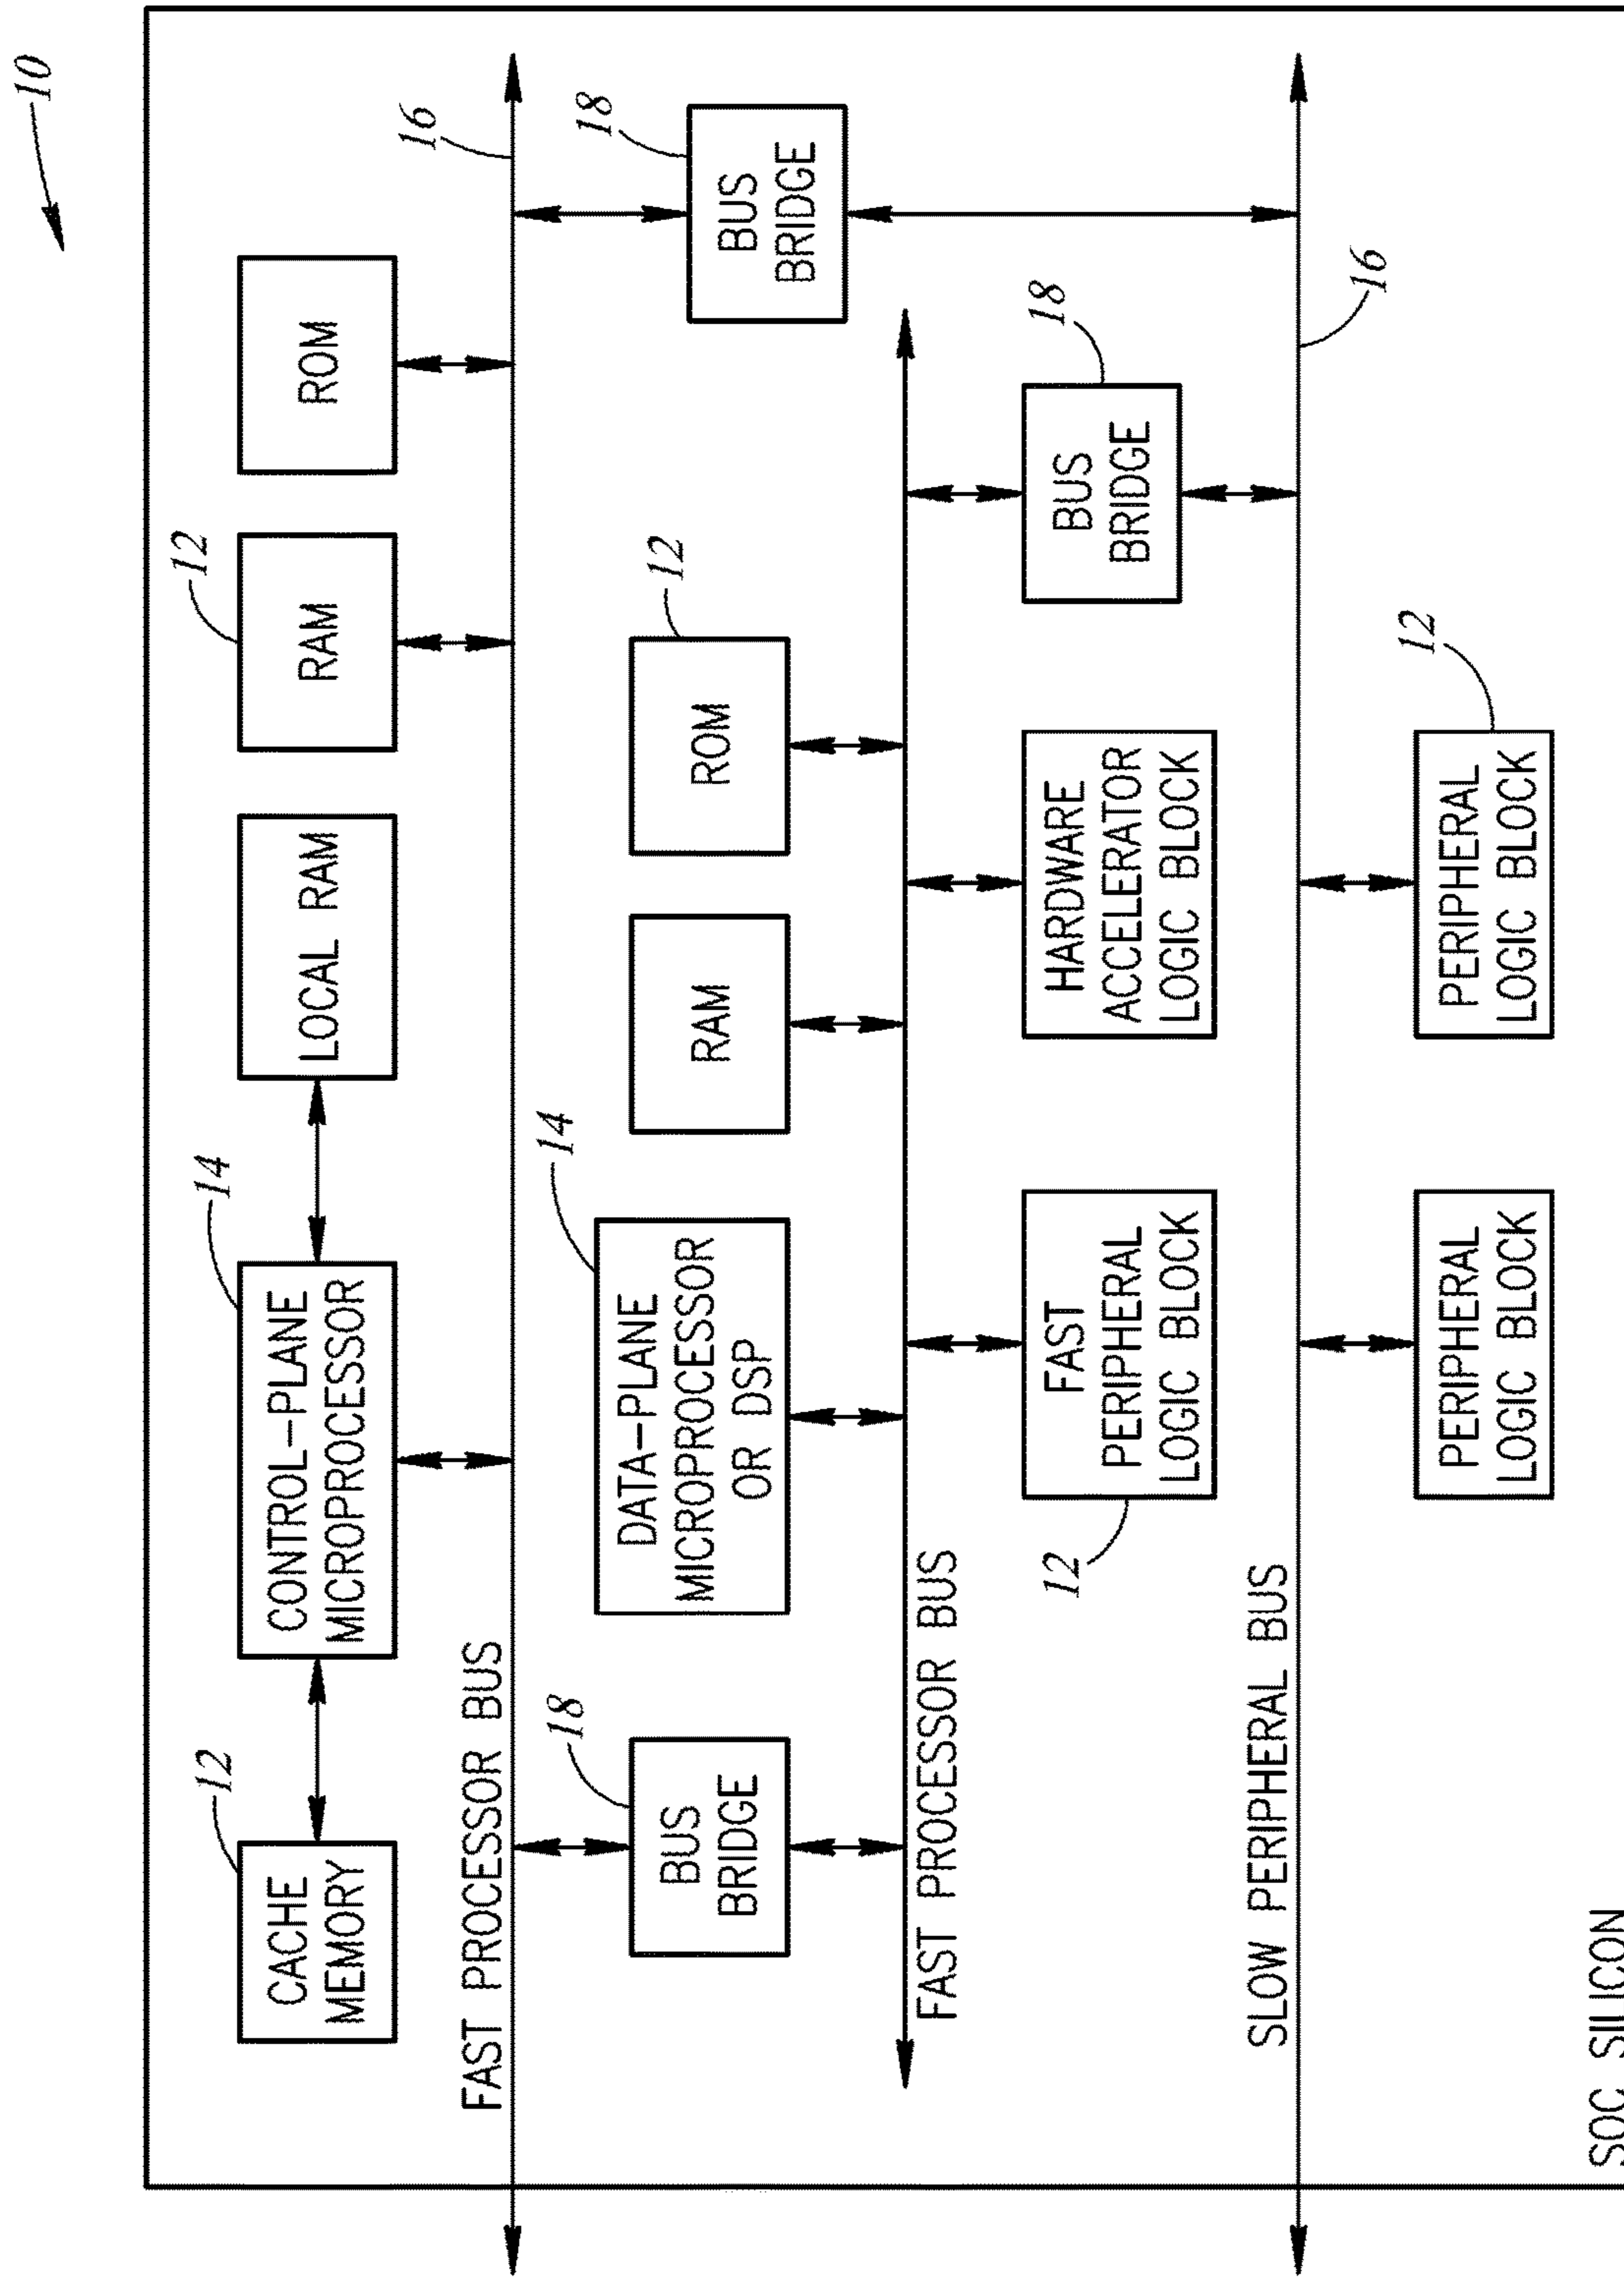 10
12
14
12
CACHE
MEMORY
CONTROL-PLANE
MICROPROCESSOR
LOCAL RAM
RAM
ROM
16
FAST PROCESSOR BUS
18
14
12
18
BUS
BRIDGE
DATA-PLANE
MICROPROCESSOR
OR DSP
RAM
ROM
BUS
BRIDGE
FAST PROCESSOR BUS
12
18
FAST
PERIPHERAL
LOGIC BLOCK
HARDWARE
ACCELERATOR
LOGIC BLOCK
BUS
BRIDGE
SLOW PERIPHERAL BUS
16
12
PERIPHERAL
LOGIC BLOCK
PERIPHERAL
LOGIC BLOCK
SOC SILICON